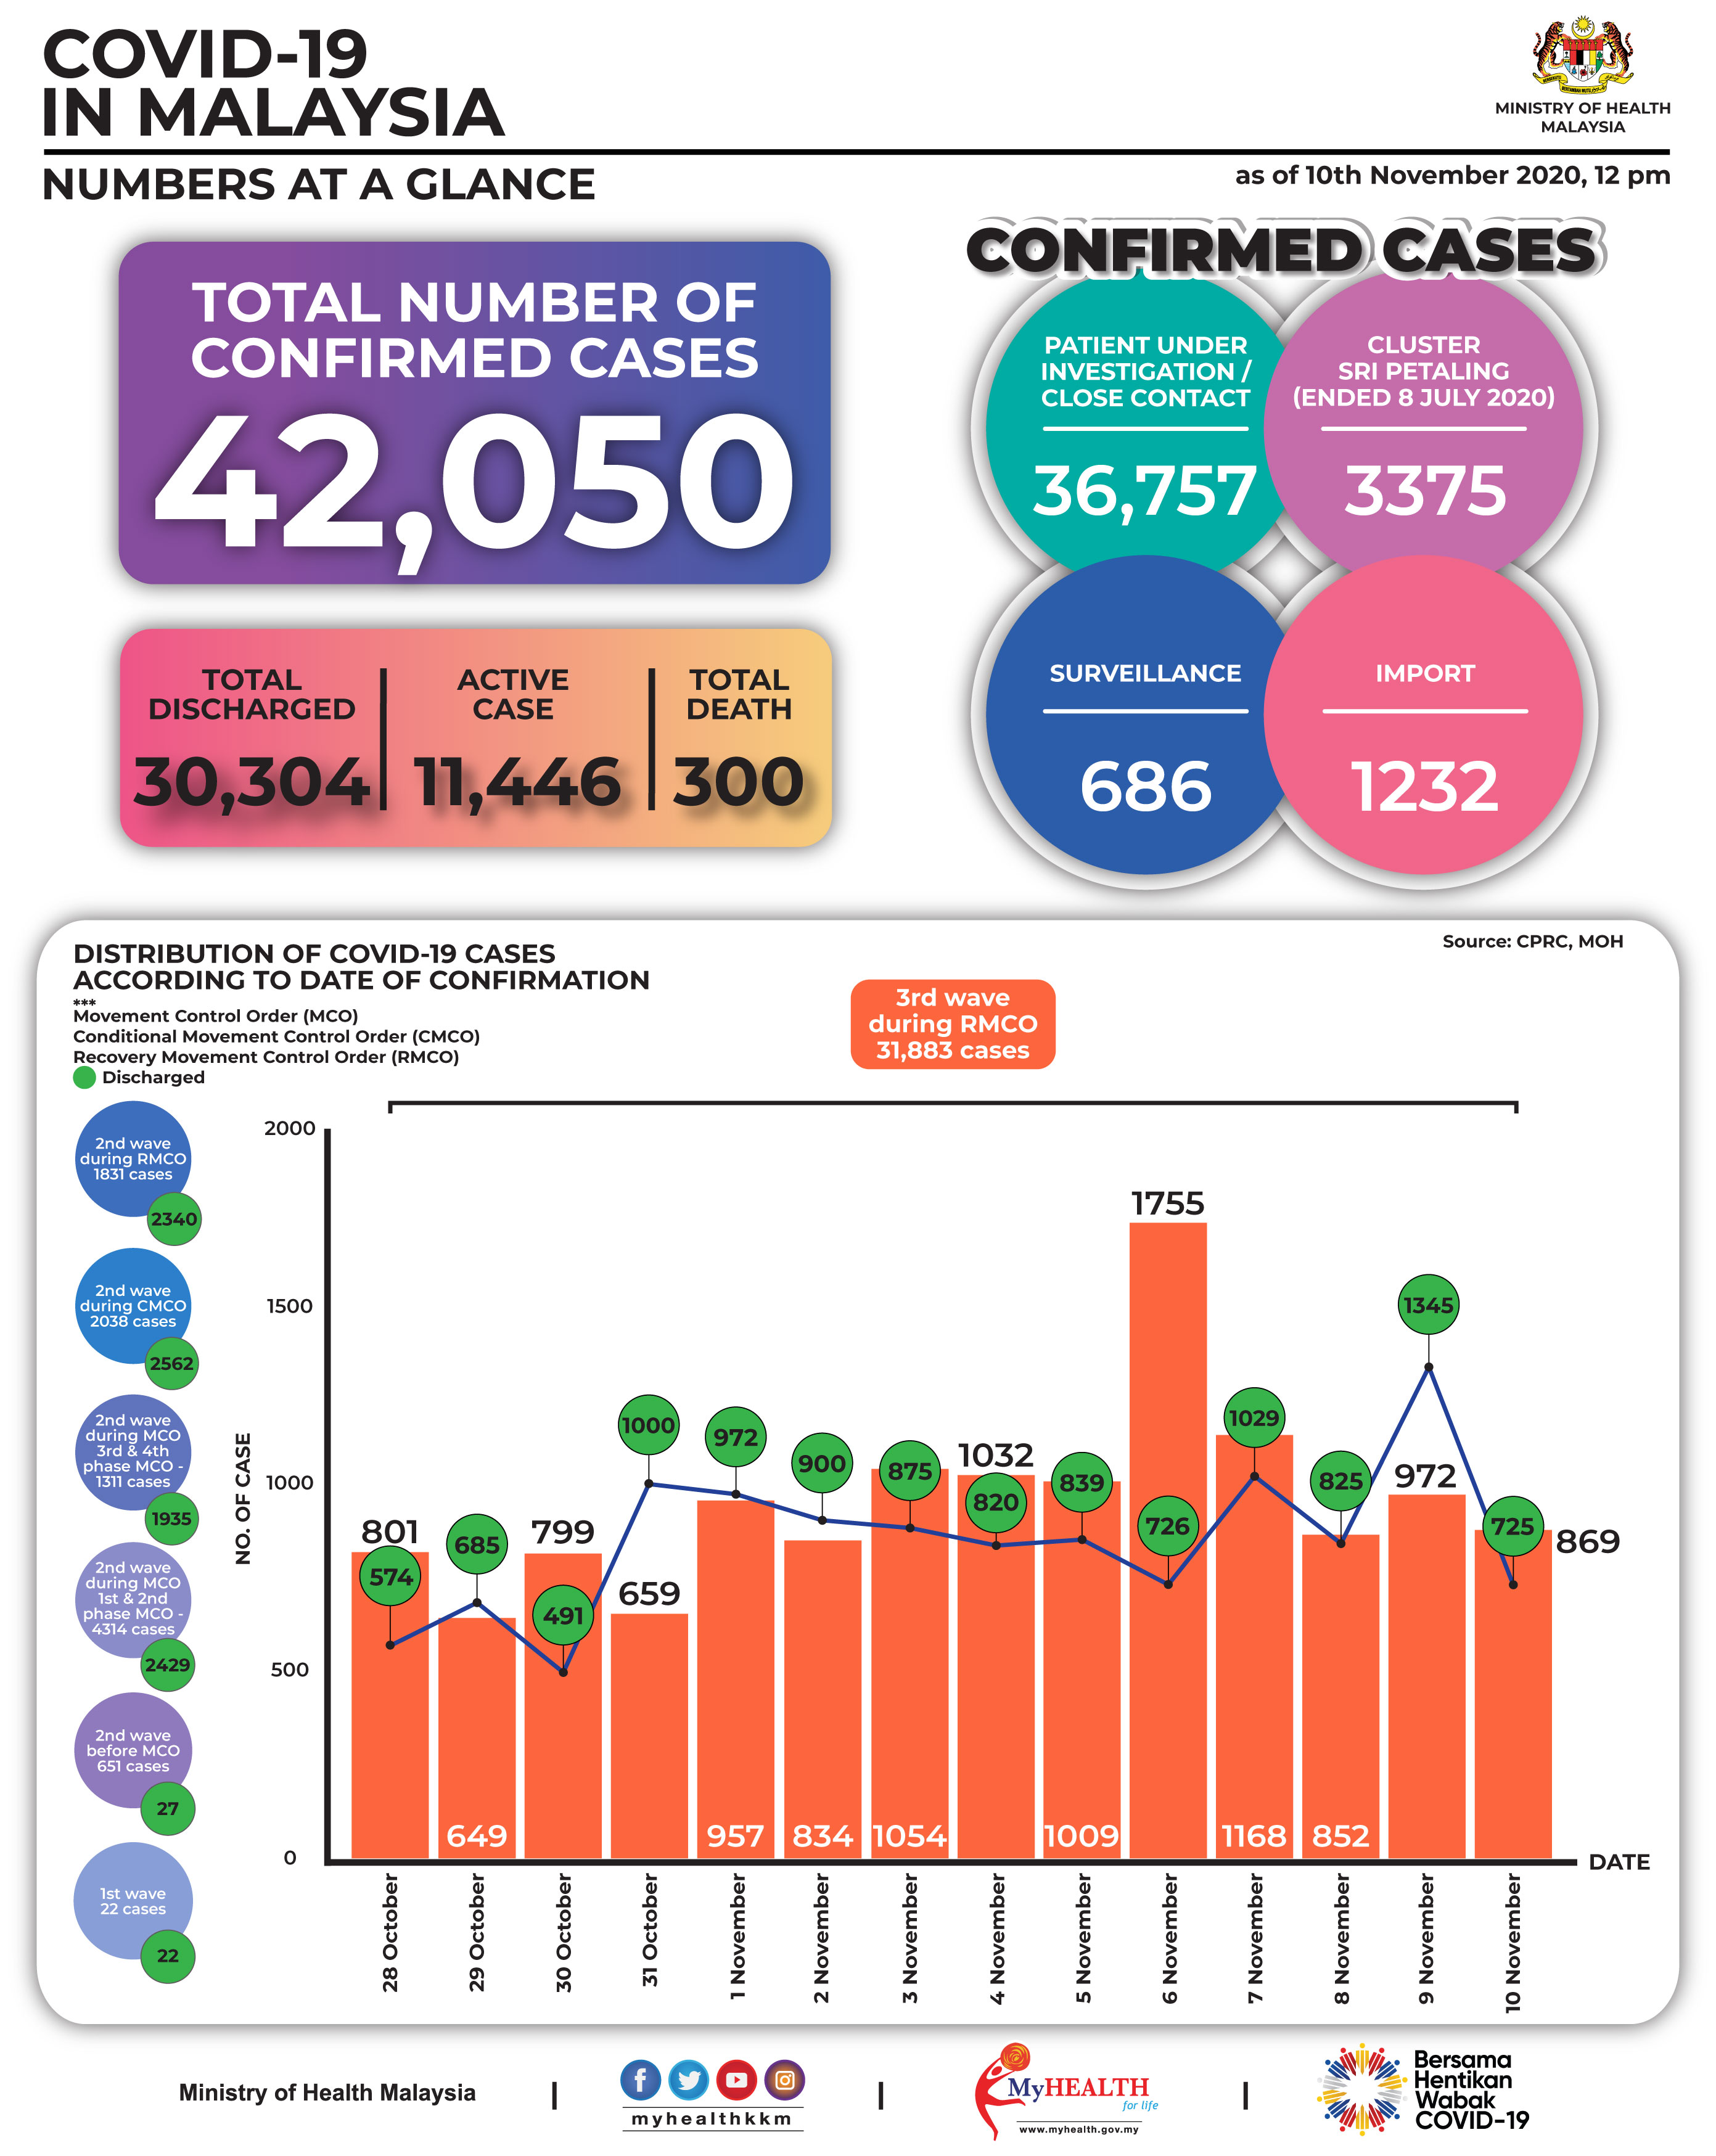 COVID-19
IN MALAYSIA
MINISTRY OF HEALTH
MALAYSIA
NUMBERS AT A GLANCE
as of 10th November 2020, 12 pm
TOTAL NUMBER OF
CONFIRMED CASES
42,050
TOTAL
DISCHARGED
30,304
ACTIVE
CASE
11,446
TOTAL
DEATH
300
CONFIRMED CASES
PATIENT UNDER
INVESTIGATION /
CLOSE CONTACT
36,757
CLUSTER
SRI PETALING
(ENDED 8 JULY 2020)
3375
SURVEILLANCE
686
IMPORT
1232
DISTRIBUTION OF COVID-19 CASES
ACCORDING TO DATE OF CONFIRMATION
***
Movement Control Order (MCO)
Conditional Movement Control Order (CMCO)
Recovery Movement Control Order (RMCO)
Discharged
Source: CPRC, MOH
3rd wave
during RMCO
31,883 cases
2nd wave
during RMCO
1831 cases
2340
2nd wave
during CMCO
2038 cases
2562
2nd wave
during MCO
3rd & 4th
phase MCO -
1311 cases
1935
2nd wave
during MCO
1st & 2nd
phase MCO -
4314 cases
2429
2nd wave
before MCO
651 cases
27
1st wave
22 cases
22
NO. OF CASE
2000
1500
1000
500
0
801
574
685
649
799
491
1000
659
972
957
900
834
875
1054
1032
820
839
1009
1755
726
1029
1168
825
852
1345
972
725
869
DATE
28 October
29 October
30 October
31 October
1 November
2 November
3 November
4 November
5 November
6 November
7 November
8 November
9 November
10 November
Ministry of Health Malaysia
myhealthkkm
MyHEALTH
for life
www.myhealth.gov.my
Bersama
Hentikan
Wabak
COVID-19